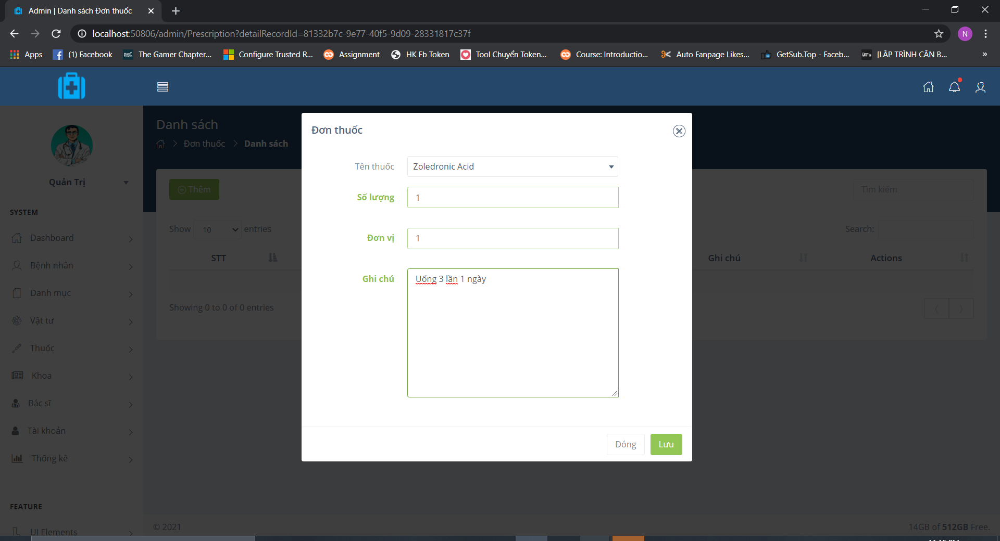 Admin | Danh sách Đơn thuốc
localhost:50806/admin/Prescription?detailRecordId=81332b7c-9e77-40f5-9d09-28331817c37f
N
Apps
(1) Facebook
The Gamer Chapter...
Configure Trusted R...
Assignment
HK Fb Token
Tool Chuyển Token...
Course: Introductio...
Auto Fanpage Likes...
GetSub.Top - Faceb...
[LẬP TRÌNH CĂN B...
»
Danh sách
Đơn thuốc
Danh sách
Quản Trị
SYSTEM
Dashboard
Bệnh nhân
Danh mục
Vật tư
Thuốc
Khoa
Bác sĩ
Tài khoản
Thống kê
FEATURE
UI Elements
Thêm
Tìm kiếm
Show 10 entries
Search:
STT
Ghi chú
Actions
Showing 0 to 0 of 0 entries
Đơn thuốc
Tên thuốc
Zoledronic Acid
Số lượng
1
Đơn vị
1
Ghi chú
Uống 3 lần 1 ngày
Đóng
Lưu
© 2021
14GB of 512GB Free.